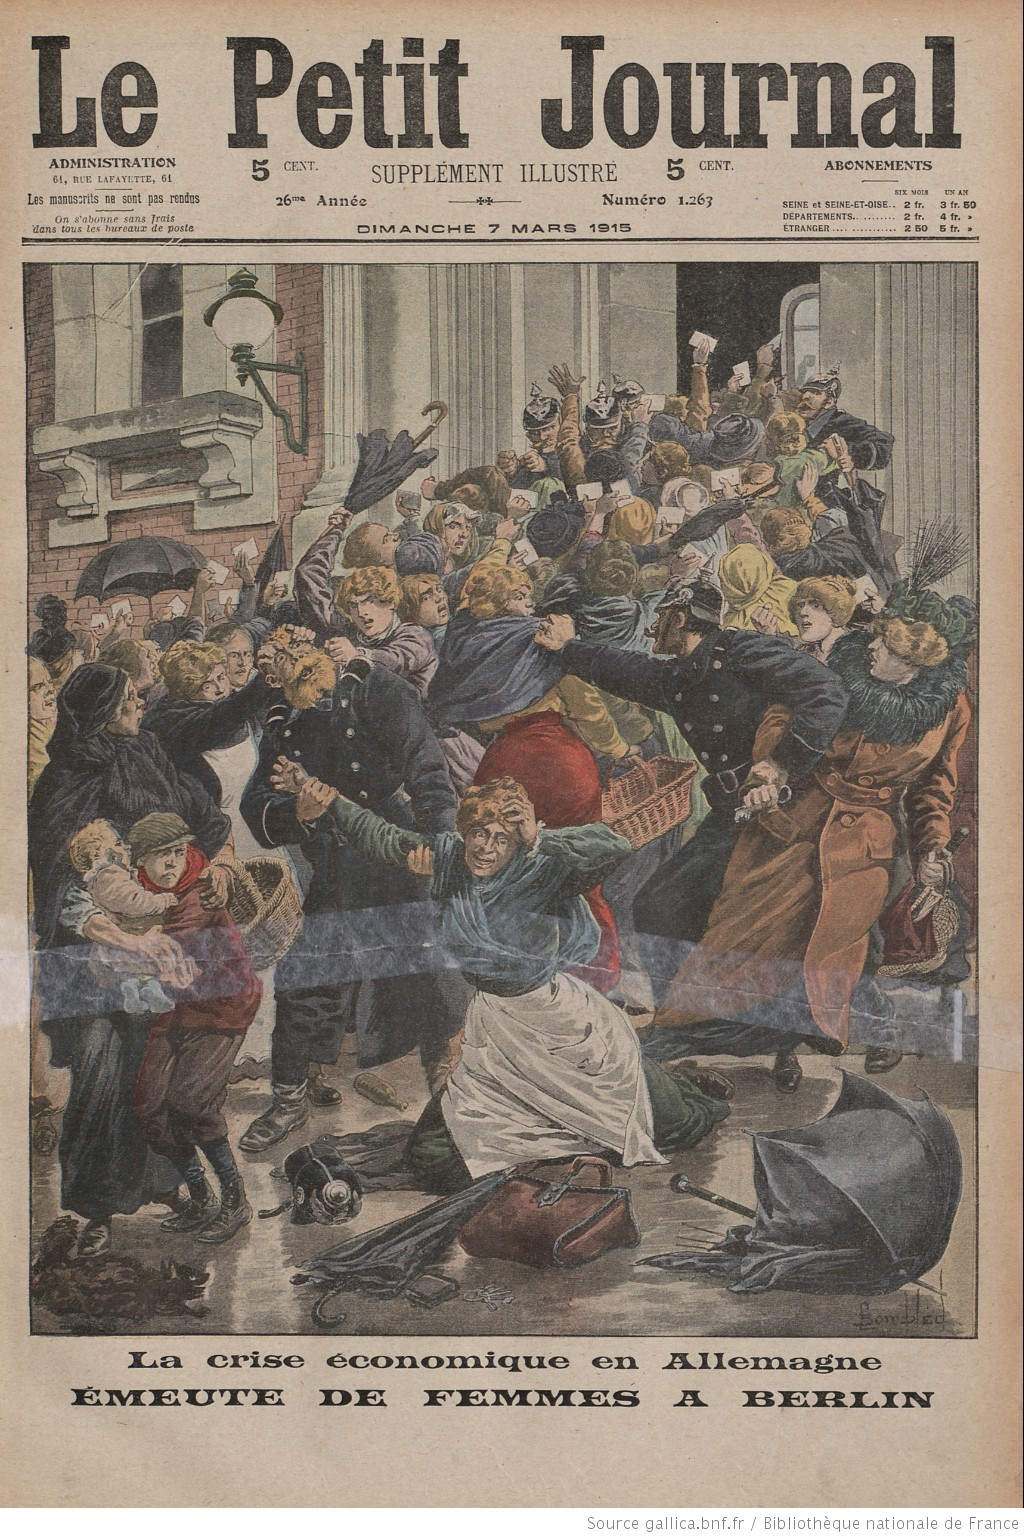 Le Petit Journal
ADMINISTRATION
61, RUE LAFAYETTE, 61
Les manuscrits ne sont pas rendus
On s'abonne sans frais
dans tous les bureaux de poste
5 CENT.
SUPPLÉMENT ILLUSTRÉ
5 CENT.
ABONNEMENTS
26me Année
Numéro 1.263
DIMANCHE 7 MARS 1915
SIX MOIS UN AN
SEINE et SEINE-ET-OISE.. 2 fr. 3 fr. 50
DÉPARTEMENTS........... 2 fr. 4 fr. »
ÉTRANGER ................ 2 50 5 fr. »
Bombled
La crise économique en Allemagne
ÉMEUTE DE FEMMES A BERLIN
Source gallica.bnf.fr / Bibliothèque nationale de France